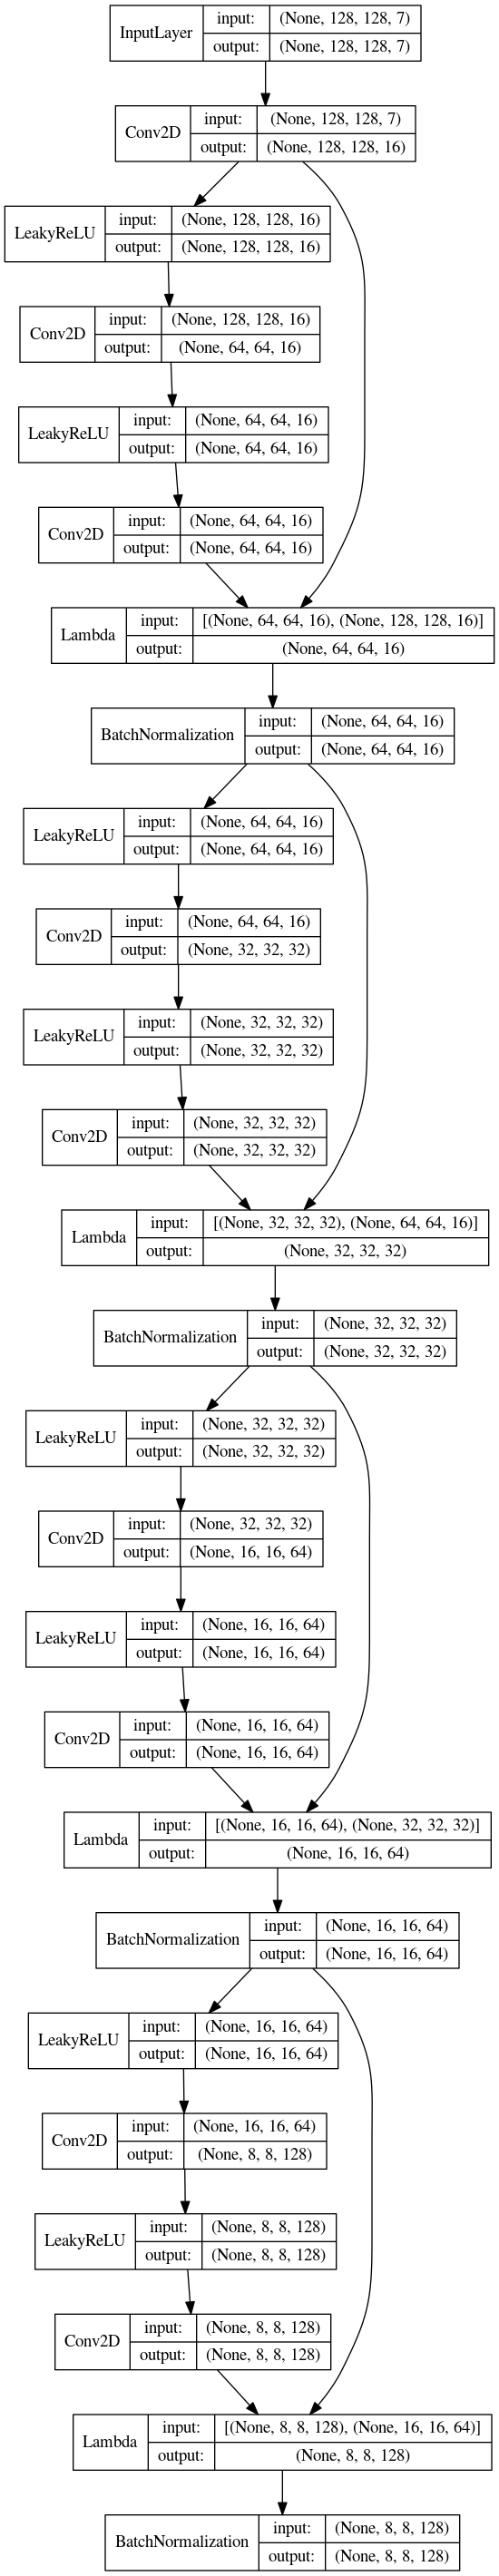 InputLayer
input: (None, 128, 128, 7)
output: (None, 128, 128, 7)
Conv2D
input: (None, 128, 128, 7)
output: (None, 128, 128, 16)
LeakyReLU
input: (None, 128, 128, 16)
output: (None, 128, 128, 16)
Conv2D
input: (None, 128, 128, 16)
output: (None, 64, 64, 16)
LeakyReLU
input: (None, 64, 64, 16)
output: (None, 64, 64, 16)
Conv2D
input: (None, 64, 64, 16)
output: (None, 64, 64, 16)
Lambda
input: [(None, 64, 64, 16), (None, 128, 128, 16)]
output: (None, 64, 64, 16)
BatchNormalization
input: (None, 64, 64, 16)
output: (None, 64, 64, 16)
LeakyReLU
input: (None, 64, 64, 16)
output: (None, 64, 64, 16)
Conv2D
input: (None, 64, 64, 16)
output: (None, 32, 32, 32)
LeakyReLU
input: (None, 32, 32, 32)
output: (None, 32, 32, 32)
Conv2D
input: (None, 32, 32, 32)
output: (None, 32, 32, 32)
Lambda
input: [(None, 32, 32, 32), (None, 64, 64, 16)]
output: (None, 32, 32, 32)
BatchNormalization
input: (None, 32, 32, 32)
output: (None, 32, 32, 32)
LeakyReLU
input: (None, 32, 32, 32)
output: (None, 32, 32, 32)
Conv2D
input: (None, 32, 32, 32)
output: (None, 16, 16, 64)
LeakyReLU
input: (None, 16, 16, 64)
output: (None, 16, 16, 64)
Conv2D
input: (None, 16, 16, 64)
output: (None, 16, 16, 64)
Lambda
input: [(None, 16, 16, 64), (None, 32, 32, 32)]
output: (None, 16, 16, 64)
BatchNormalization
input: (None, 16, 16, 64)
output: (None, 16, 16, 64)
LeakyReLU
input: (None, 16, 16, 64)
output: (None, 16, 16, 64)
Conv2D
input: (None, 16, 16, 64)
output: (None, 8, 8, 128)
LeakyReLU
input: (None, 8, 8, 128)
output: (None, 8, 8, 128)
Conv2D
input: (None, 8, 8, 128)
output: (None, 8, 8, 128)
Lambda
input: [(None, 8, 8, 128), (None, 16, 16, 64)]
output: (None, 8, 8, 128)
BatchNormalization
input: (None, 8, 8, 128)
output: (None, 8, 8, 128)